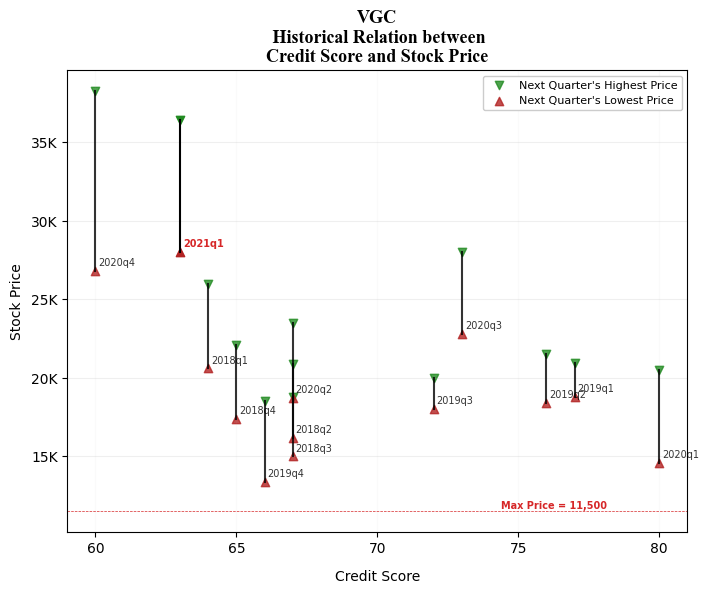 VGC
Historical Relation between
Credit Score and Stock Price
Next Quarter's Highest Price
Next Quarter's Lowest Price
35K
30K
25K
20K
15K
Stock Price
2020q4
2021q1
2018q1
2018q4
2019q4
2020q2
2018q2
2018q3
2019q3
2020q3
2019q2
2019q1
2020q1
Max Price = 11,500
60
65
70
75
80
Credit Score